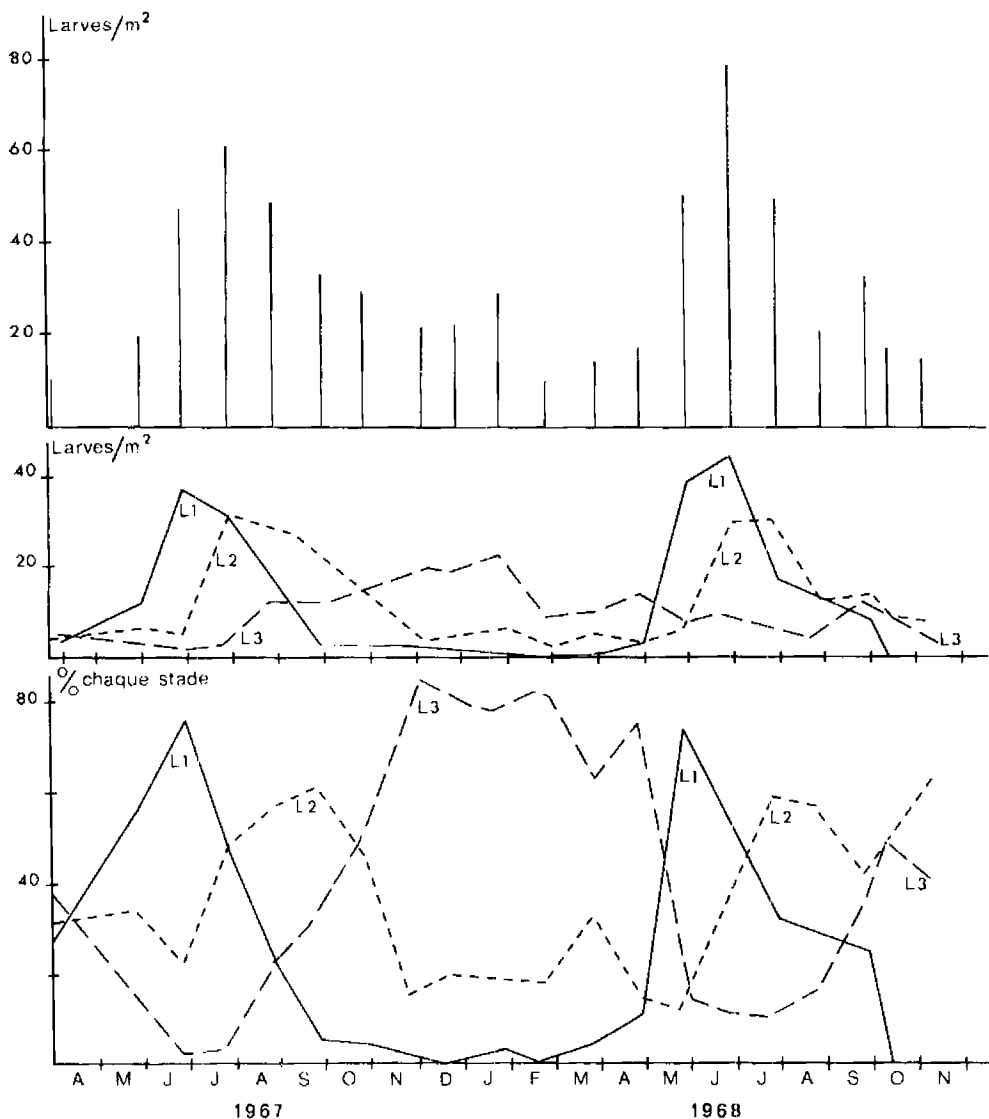 Larves/m²
80
60
40
20
Larves/m²
40
20
L1
L2
L3
L1
L2
L3
% chaque stade
80
40
L1
L2
L3
L1
L2
L3
A M J J A S O N D J F M A M J J A S O N
1967 1968